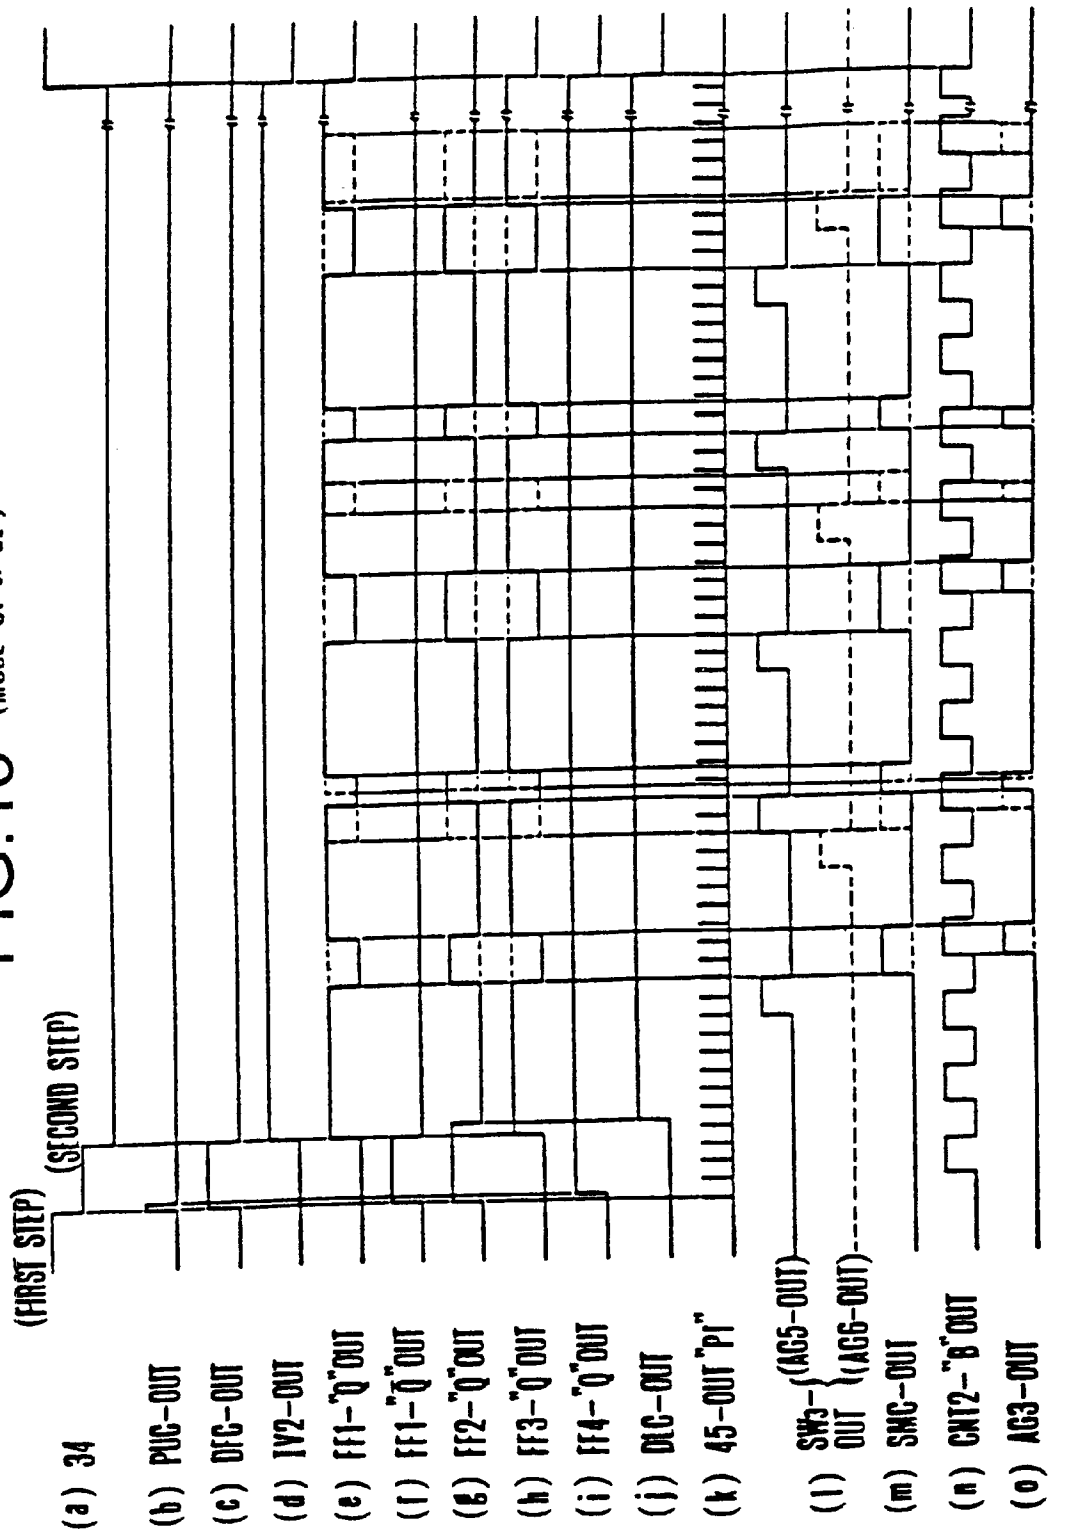 (FIRST STEP)
(SECOND STEP)
(a) 34
(b) PUC-OUT
(c) DFC-OUT
(d) IV2-OUT
(e) FF1-"Q"OUT
(f) FF1-"Q̅"OUT
(g) FF2-"Q"OUT
(h) FF3-"Q"OUT
(i) FF4-"Q"OUT
(j) DLC-OUT
(k) 45-OUT"PI"
(l) SW3-OUT { (AG5-OUT)
(AG6-OUT)
(m) SMC-OUT
(n) CNT2-"B"OUT
(o) AG3-OUT